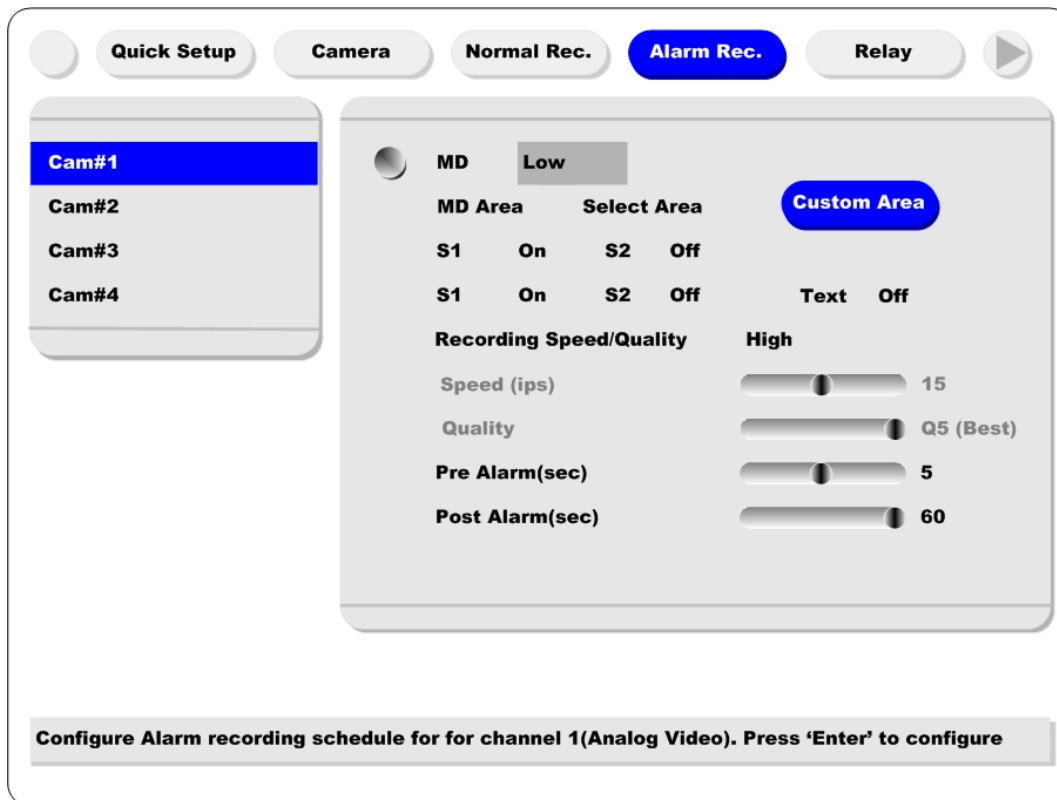 Quick Setup Camera Normal Rec. Alarm Rec. Relay
Cam#1
Cam#2
Cam#3
Cam#4
MD Low
MD Area Select Area Custom Area
S1 On S2 Off
S1 On S2 Off Text Off
Recording Speed/Quality High
Speed (ips) 15
Quality Q5 (Best)
Pre Alarm(sec) 5
Post Alarm(sec) 60
Configure Alarm recording schedule for for channel 1(Analog Video). Press ‘Enter’ to configure